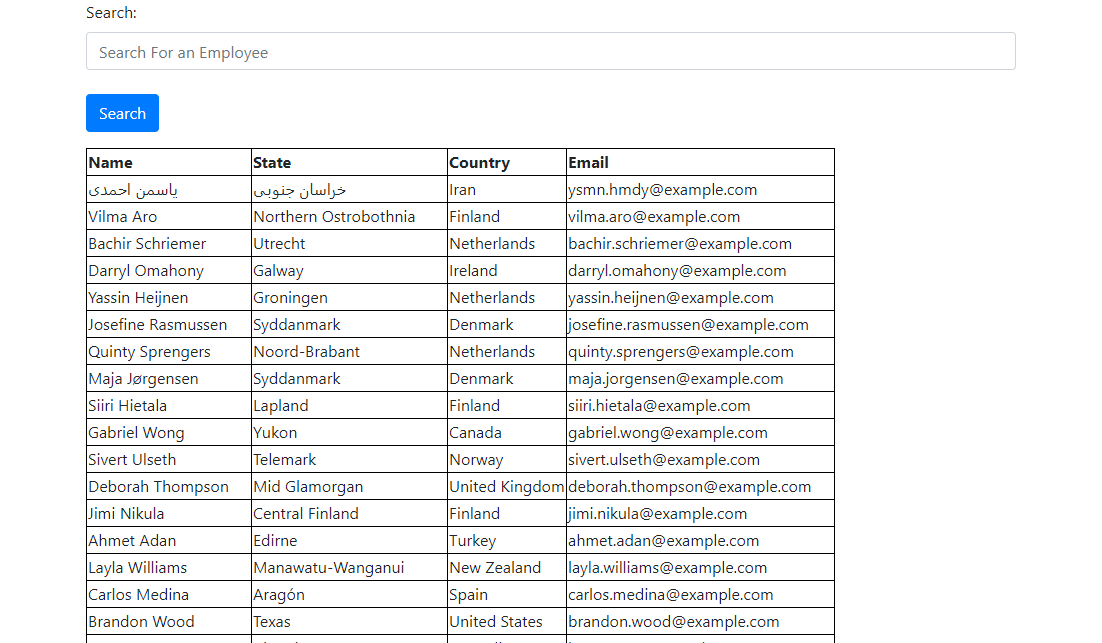 Search:
Search For an Employee
Search
Name State Country Email
یاسمن احمدی خراسان جنوبی Iran ysmn.hmdy@example.com
Vilma Aro Northern Ostrobothnia Finland vilma.aro@example.com
Bachir Schriemer Utrecht Netherlands bachir.schriemer@example.com
Darryl Omahony Galway Ireland darryl.omahony@example.com
Yassin Heijnen Groningen Netherlands yassin.heijnen@example.com
Josefine Rasmussen Syddanmark Denmark josefine.rasmussen@example.com
Quinty Sprengers Noord-Brabant Netherlands quinty.sprengers@example.com
Maja Jørgensen Syddanmark Denmark maja.jorgensen@example.com
Siiri Hietala Lapland Finland siiri.hietala@example.com
Gabriel Wong Yukon Canada gabriel.wong@example.com
Sivert Ulseth Telemark Norway sivert.ulseth@example.com
Deborah Thompson Mid Glamorgan United Kingdom deborah.thompson@example.com
Jimi Nikula Central Finland Finland jimi.nikula@example.com
Ahmet Adan Edirne Turkey ahmet.adan@example.com
Layla Williams Manawatu-Wanganui New Zealand layla.williams@example.com
Carlos Medina Aragón Spain carlos.medina@example.com
Brandon Wood Texas United States brandon.wood@example.com